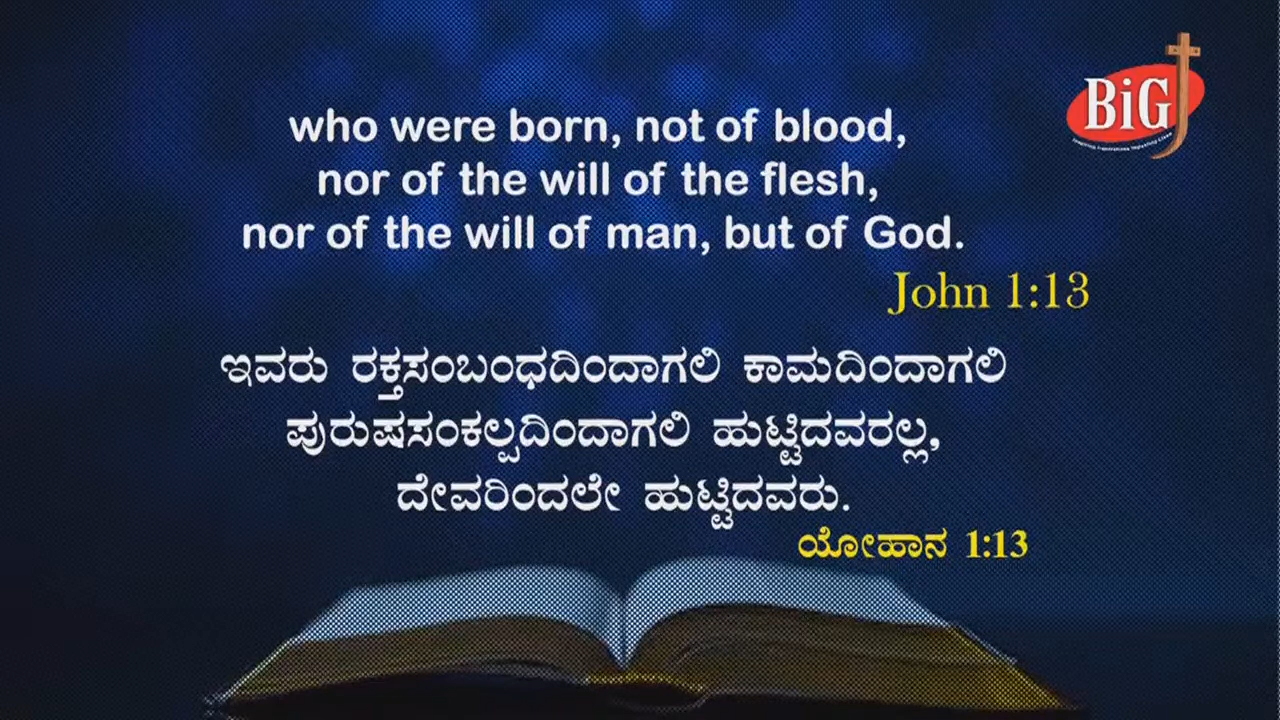 BiG
who were born, not of blood,
nor of the will of the flesh,
nor of the will of man, but of God.
John 1:13
ಇವರು ರಕ್ತಸಂಬಂಧದಿಂದಾಗಲಿ ಕಾಮದಿಂದಾಗಲಿ
ಪುರುಷಸಂಕಲ್ಪದಿಂದಾಗಲಿ ಹುಟ್ಟಿದವರಲ್ಲ,
ದೇವರಿಂದಲೇ ಹುಟ್ಟಿದವರು.
ಯೋಹಾನ 1:13